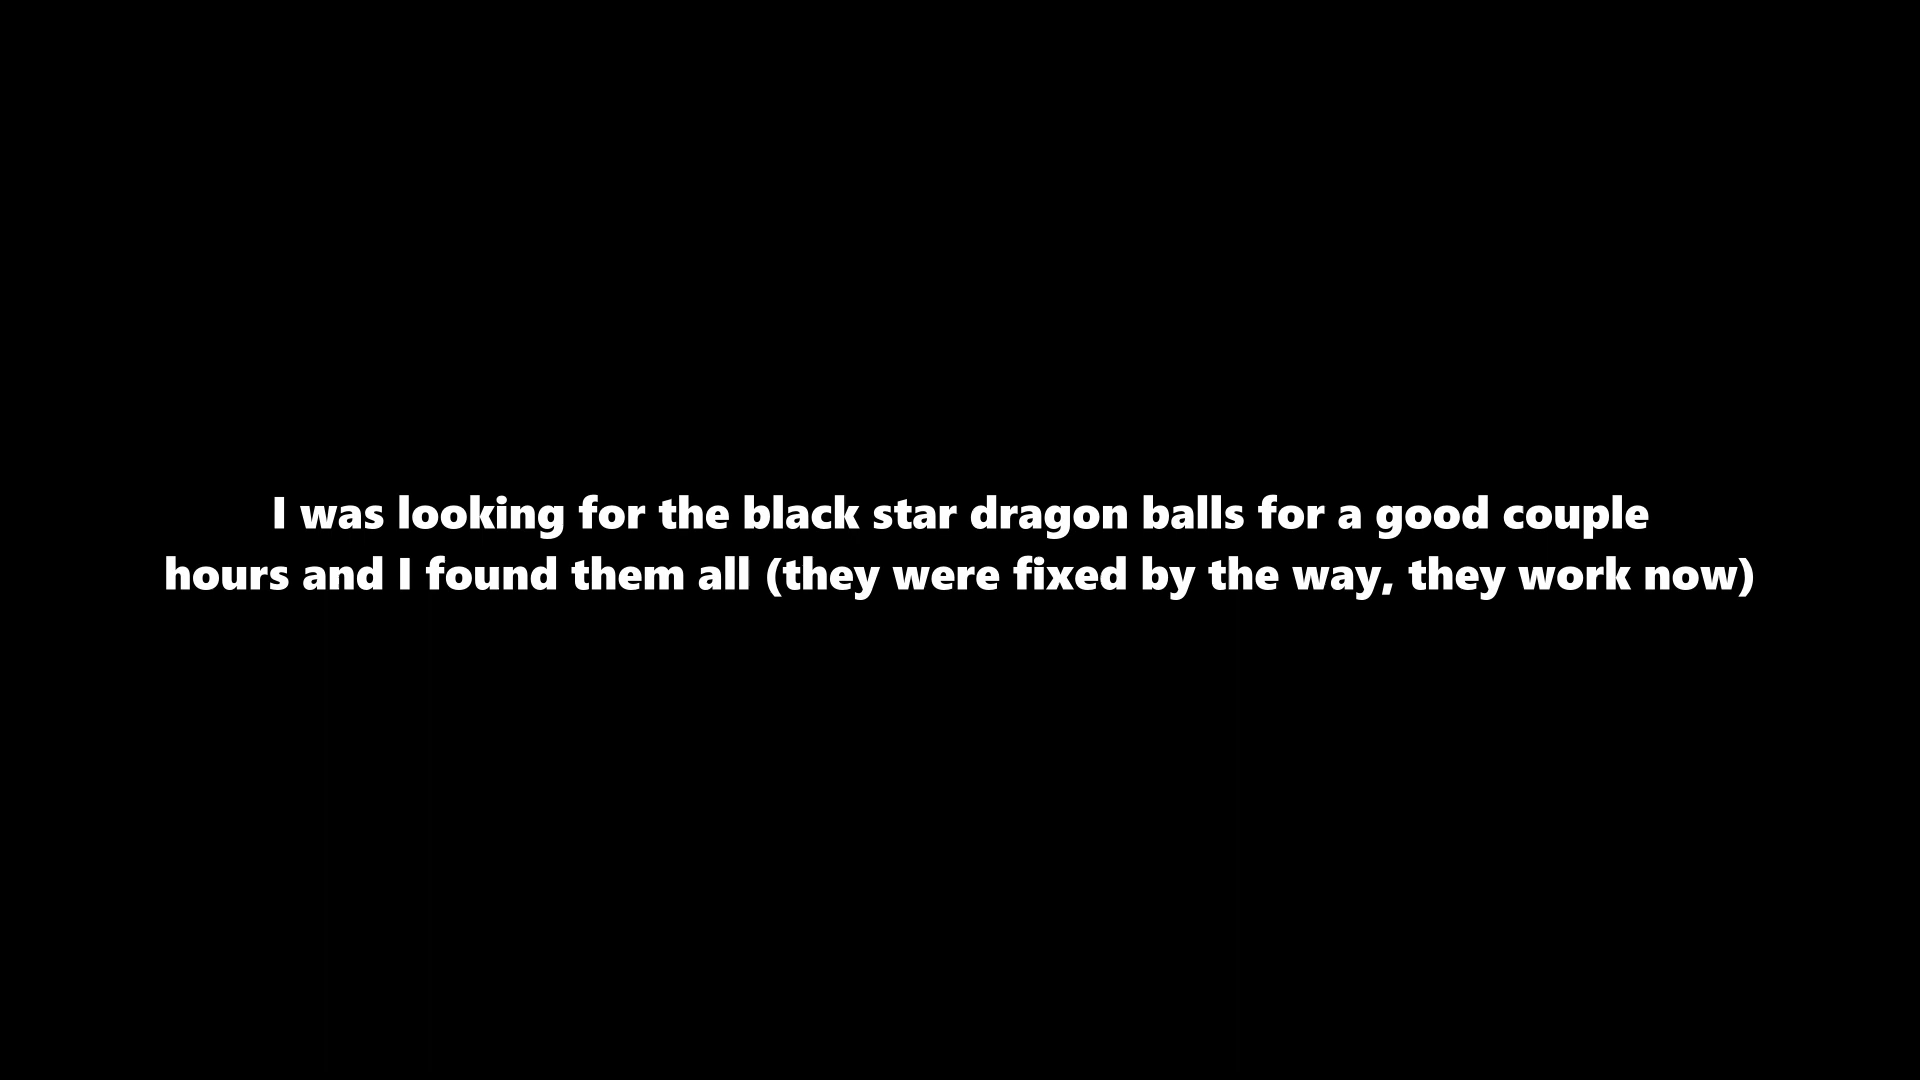 I was looking for the black star dragon balls for a good couple
hours and I found them all (they were fixed by the way, they work now)